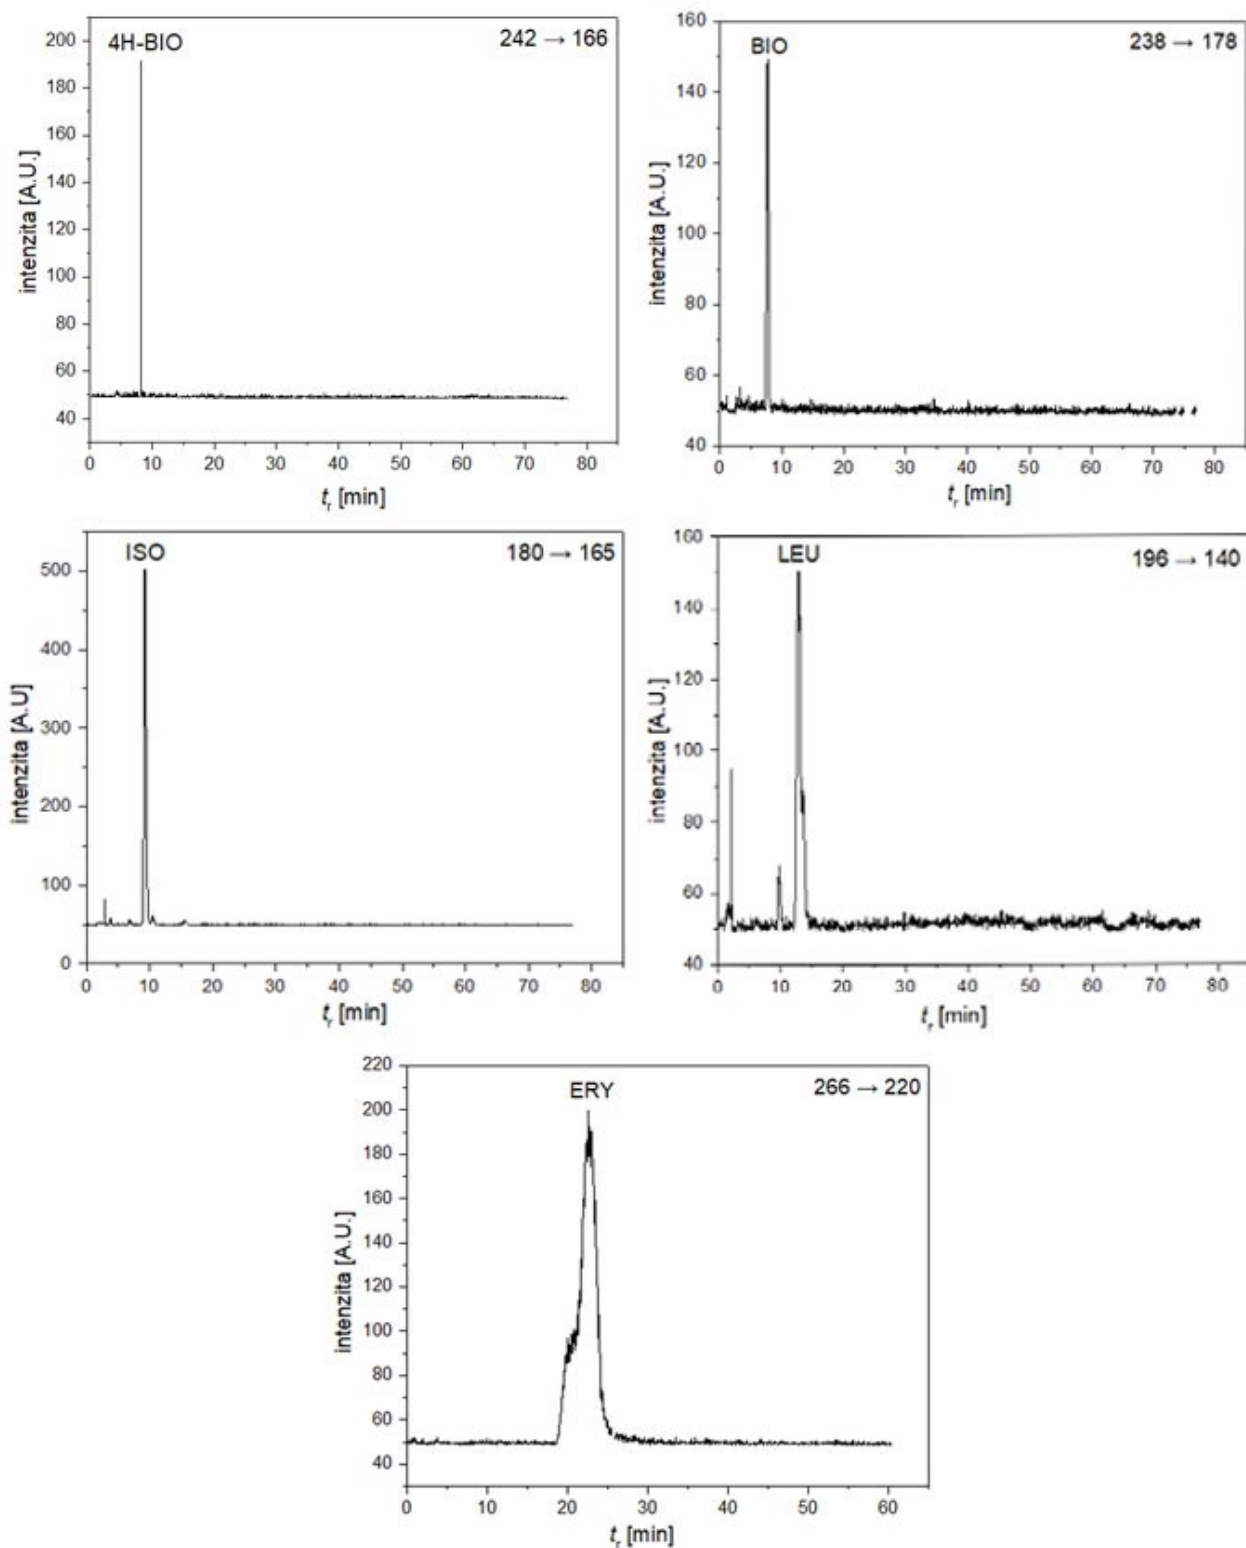 4H-BIO 242 → 166
200
180
160
140
120
100
80
60
40
intenzita [A.U.]
0 10 20 30 40 50 60 70 80
tr [min]
BIO 238 → 178
160
140
120
100
80
60
40
intenzita [A.U.]
0 10 20 30 40 50 60 70 80
tr [min]
ISO 180 → 165
500
400
300
200
100
0
intenzita [A.U]
0 10 20 30 40 50 60 70 80
tr [min]
LEU 196 → 140
160
140
120
100
80
60
40
intenzita [A.U.]
0 10 20 30 40 50 60 70 80
tr [min]
ERY 266 → 220
220
200
180
160
140
120
100
80
60
40
intenzita [A.U.]
0 10 20 30 40 50 60
tr [min]